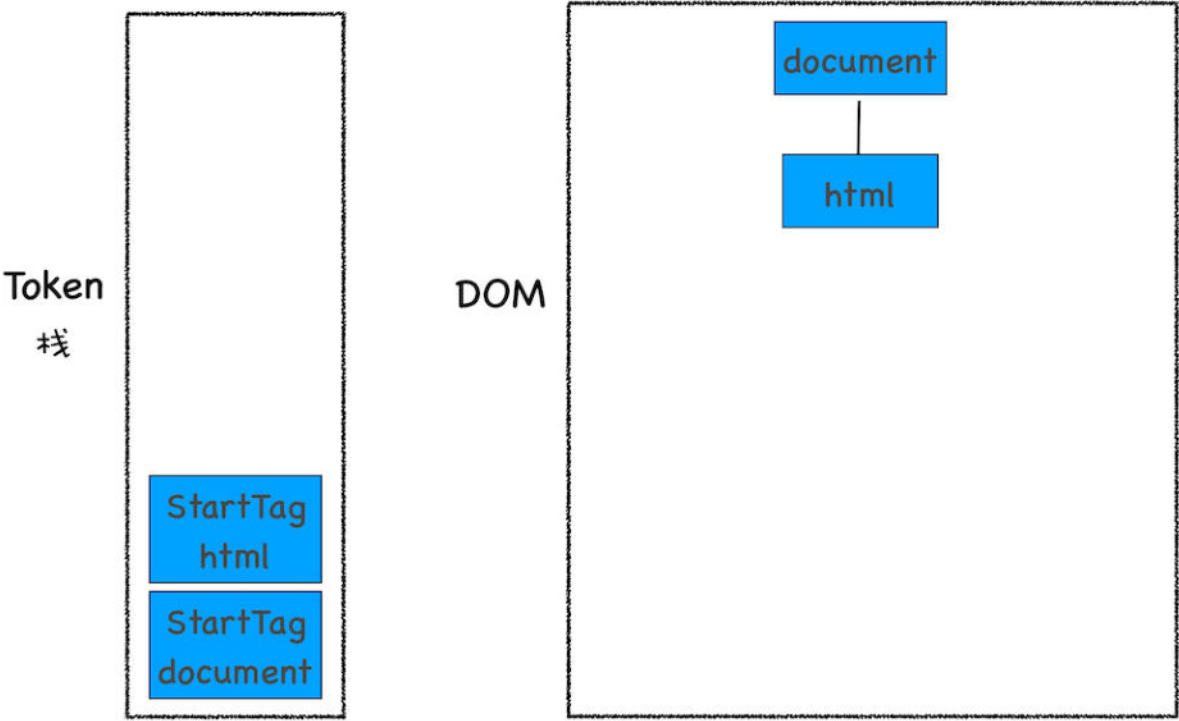 Token
栈
StartTag
html
StartTag
document
DOM
document
html